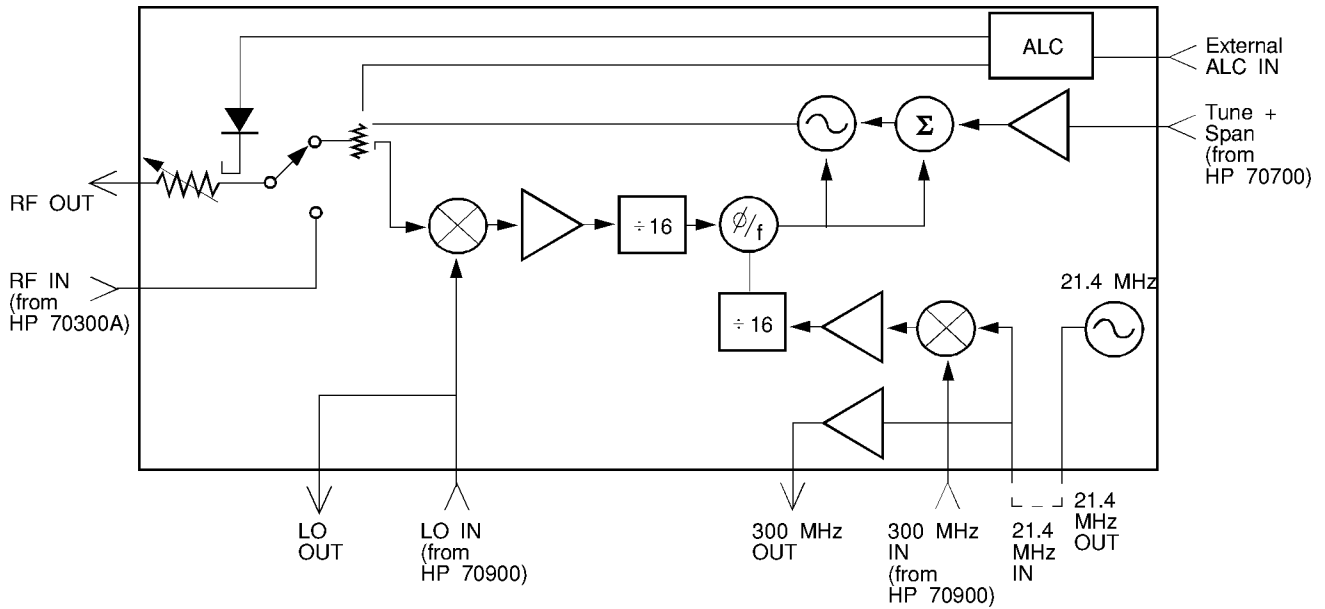 ALC
External
ALC IN
Tune +
Span
(from
HP 70700)
Σ
RF OUT
÷ 16
ϕ/f
RF IN
(from
HP 70300A)
21.4 MHz
÷ 16
LO
OUT
LO IN
(from
HP 70900)
300 MHz
OUT
300 MHz
IN
(from
HP 70900)
21.4
MHz
IN
21.4
MHz
OUT